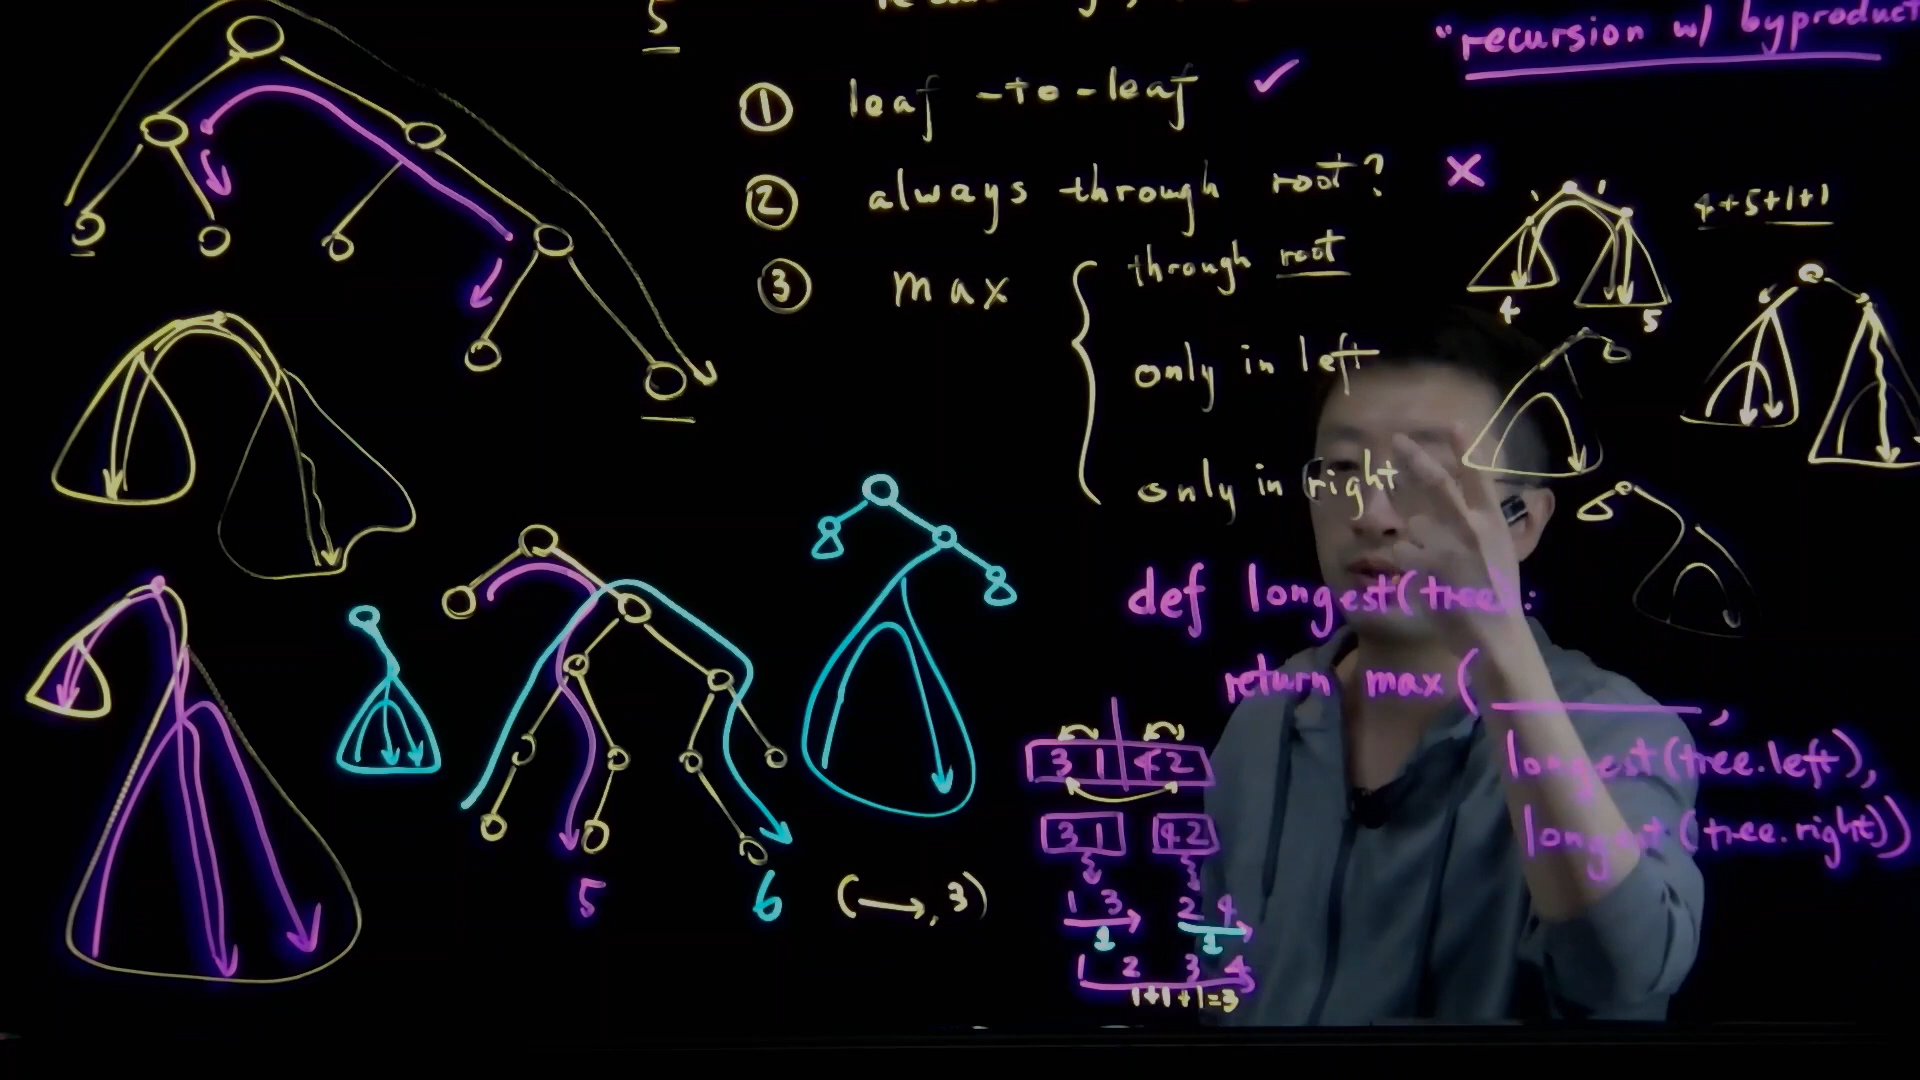 5
"recursion w/ byproduct
① leaf-to-leaf ✓
② always through root? ✗
③ max { through root
only in left
only in right
4+5+1+1
1 1
4 5
def longest(tree):
return max( ______,
longest(tree.left),
longest(tree.right))
5 6
(⟶, 3)
3 1 4 2
3 1 4 2
1 3 2 4
1 2 3 4
1+1+1=3